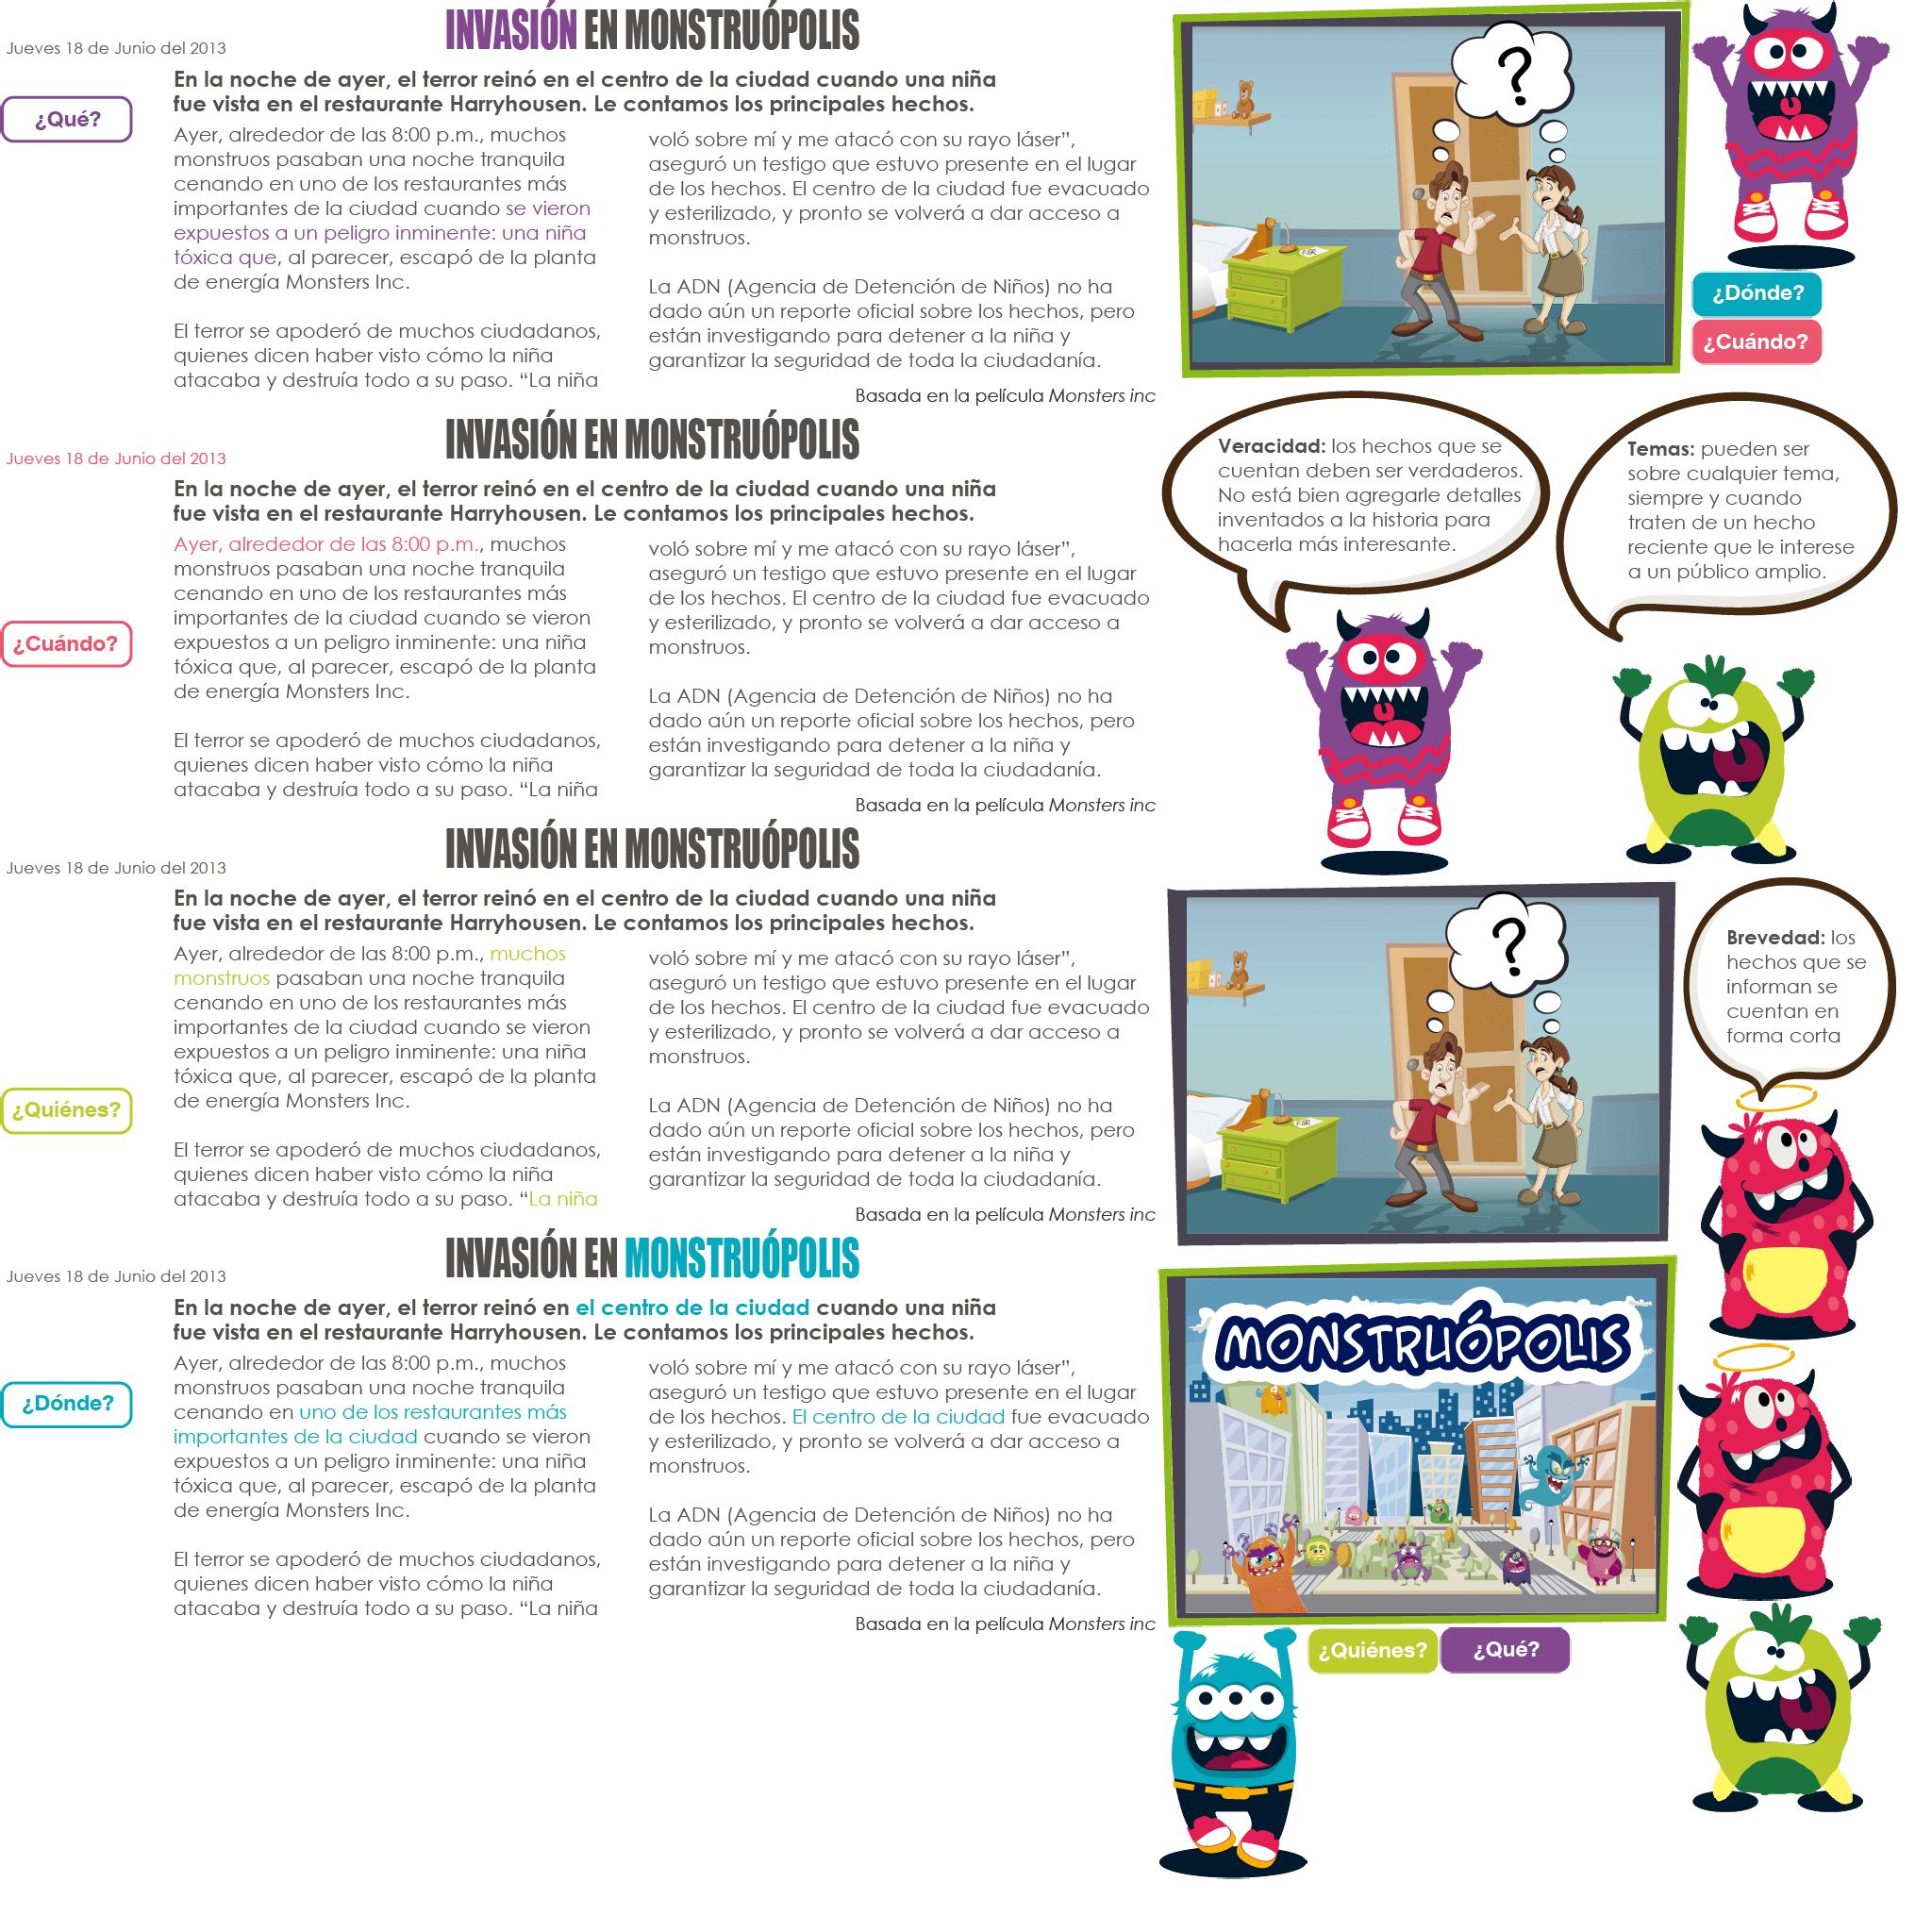 INVASIÓN EN MONSTRUÓPOLIS
Jueves 18 de Junio del 2013
En la noche de ayer, el terror reinó en el centro de la ciudad cuando una niña
fue vista en el restaurante Harryhousen. Le contamos los principales hechos.
¿Qué?
Ayer, alrededor de las 8:00 p.m., muchos
monstruos pasaban una noche tranquila
cenando en uno de los restaurantes más
importantes de la ciudad cuando se vieron
expuestos a un peligro inminente: una niña
tóxica que, al parecer, escapó de la planta
de energía Monsters Inc.
El terror se apoderó de muchos ciudadanos,
quienes dicen haber visto cómo la niña
atacaba y destruía todo a su paso. “La niña
voló sobre mí y me atacó con su rayo láser”,
aseguró un testigo que estuvo presente en el lugar
de los hechos. El centro de la ciudad fue evacuado
y esterilizado, y pronto se volverá a dar acceso a
monstruos.
La ADN (Agencia de Detención de Niños) no ha
dado aún un reporte oficial sobre los hechos, pero
están investigando para detener a la niña y
garantizar la seguridad de toda la ciudadanía.
Basada en la película Monsters inc
?
¿Dónde?
¿Cuándo?
INVASIÓN EN MONSTRUÓPOLIS
Jueves 18 de Junio del 2013
En la noche de ayer, el terror reinó en el centro de la ciudad cuando una niña
fue vista en el restaurante Harryhousen. Le contamos los principales hechos.
¿Cuándo?
Ayer, alrededor de las 8:00 p.m., muchos
monstruos pasaban una noche tranquila
cenando en uno de los restaurantes más
importantes de la ciudad cuando se vieron
expuestos a un peligro inminente: una niña
tóxica que, al parecer, escapó de la planta
de energía Monsters Inc.
El terror se apoderó de muchos ciudadanos,
quienes dicen haber visto cómo la niña
atacaba y destruía todo a su paso. “La niña
voló sobre mí y me atacó con su rayo láser”,
aseguró un testigo que estuvo presente en el lugar
de los hechos. El centro de la ciudad fue evacuado
y esterilizado, y pronto se volverá a dar acceso a
monstruos.
La ADN (Agencia de Detención de Niños) no ha
dado aún un reporte oficial sobre los hechos, pero
están investigando para detener a la niña y
garantizar la seguridad de toda la ciudadanía.
Basada en la película Monsters inc
Veracidad: los hechos que se
cuentan deben ser verdaderos.
No está bien agregarle detalles
inventados a la historia para
hacerla más interesante.
Temas: pueden ser
sobre cualquier tema,
siempre y cuando
traten de un hecho
reciente que le interese
a un público amplio.
INVASIÓN EN MONSTRUÓPOLIS
Jueves 18 de Junio del 2013
En la noche de ayer, el terror reinó en el centro de la ciudad cuando una niña
fue vista en el restaurante Harryhousen. Le contamos los principales hechos.
¿Quiénes?
Ayer, alrededor de las 8:00 p.m., muchos
monstruos pasaban una noche tranquila
cenando en uno de los restaurantes más
importantes de la ciudad cuando se vieron
expuestos a un peligro inminente: una niña
tóxica que, al parecer, escapó de la planta
de energía Monsters Inc.
El terror se apoderó de muchos ciudadanos,
quienes dicen haber visto cómo la niña
atacaba y destruía todo a su paso. “La niña
voló sobre mí y me atacó con su rayo láser”,
aseguró un testigo que estuvo presente en el lugar
de los hechos. El centro de la ciudad fue evacuado
y esterilizado, y pronto se volverá a dar acceso a
monstruos.
La ADN (Agencia de Detención de Niños) no ha
dado aún un reporte oficial sobre los hechos, pero
están investigando para detener a la niña y
garantizar la seguridad de toda la ciudadanía.
Basada en la película Monsters inc
?
Brevedad: los
hechos que se
informan se
cuentan en
forma corta
INVASIÓN EN MONSTRUÓPOLIS
Jueves 18 de Junio del 2013
En la noche de ayer, el terror reinó en el centro de la ciudad cuando una niña
fue vista en el restaurante Harryhousen. Le contamos los principales hechos.
¿Dónde?
Ayer, alrededor de las 8:00 p.m., muchos
monstruos pasaban una noche tranquila
cenando en uno de los restaurantes más
importantes de la ciudad cuando se vieron
expuestos a un peligro inminente: una niña
tóxica que, al parecer, escapó de la planta
de energía Monsters Inc.
El terror se apoderó de muchos ciudadanos,
quienes dicen haber visto cómo la niña
atacaba y destruía todo a su paso. “La niña
voló sobre mí y me atacó con su rayo láser”,
aseguró un testigo que estuvo presente en el lugar
de los hechos. El centro de la ciudad fue evacuado
y esterilizado, y pronto se volverá a dar acceso a
monstruos.
La ADN (Agencia de Detención de Niños) no ha
dado aún un reporte oficial sobre los hechos, pero
están investigando para detener a la niña y
garantizar la seguridad de toda la ciudadanía.
Basada en la película Monsters inc
MONSTRUÓPOLIS
¿Quiénes?
¿Qué?